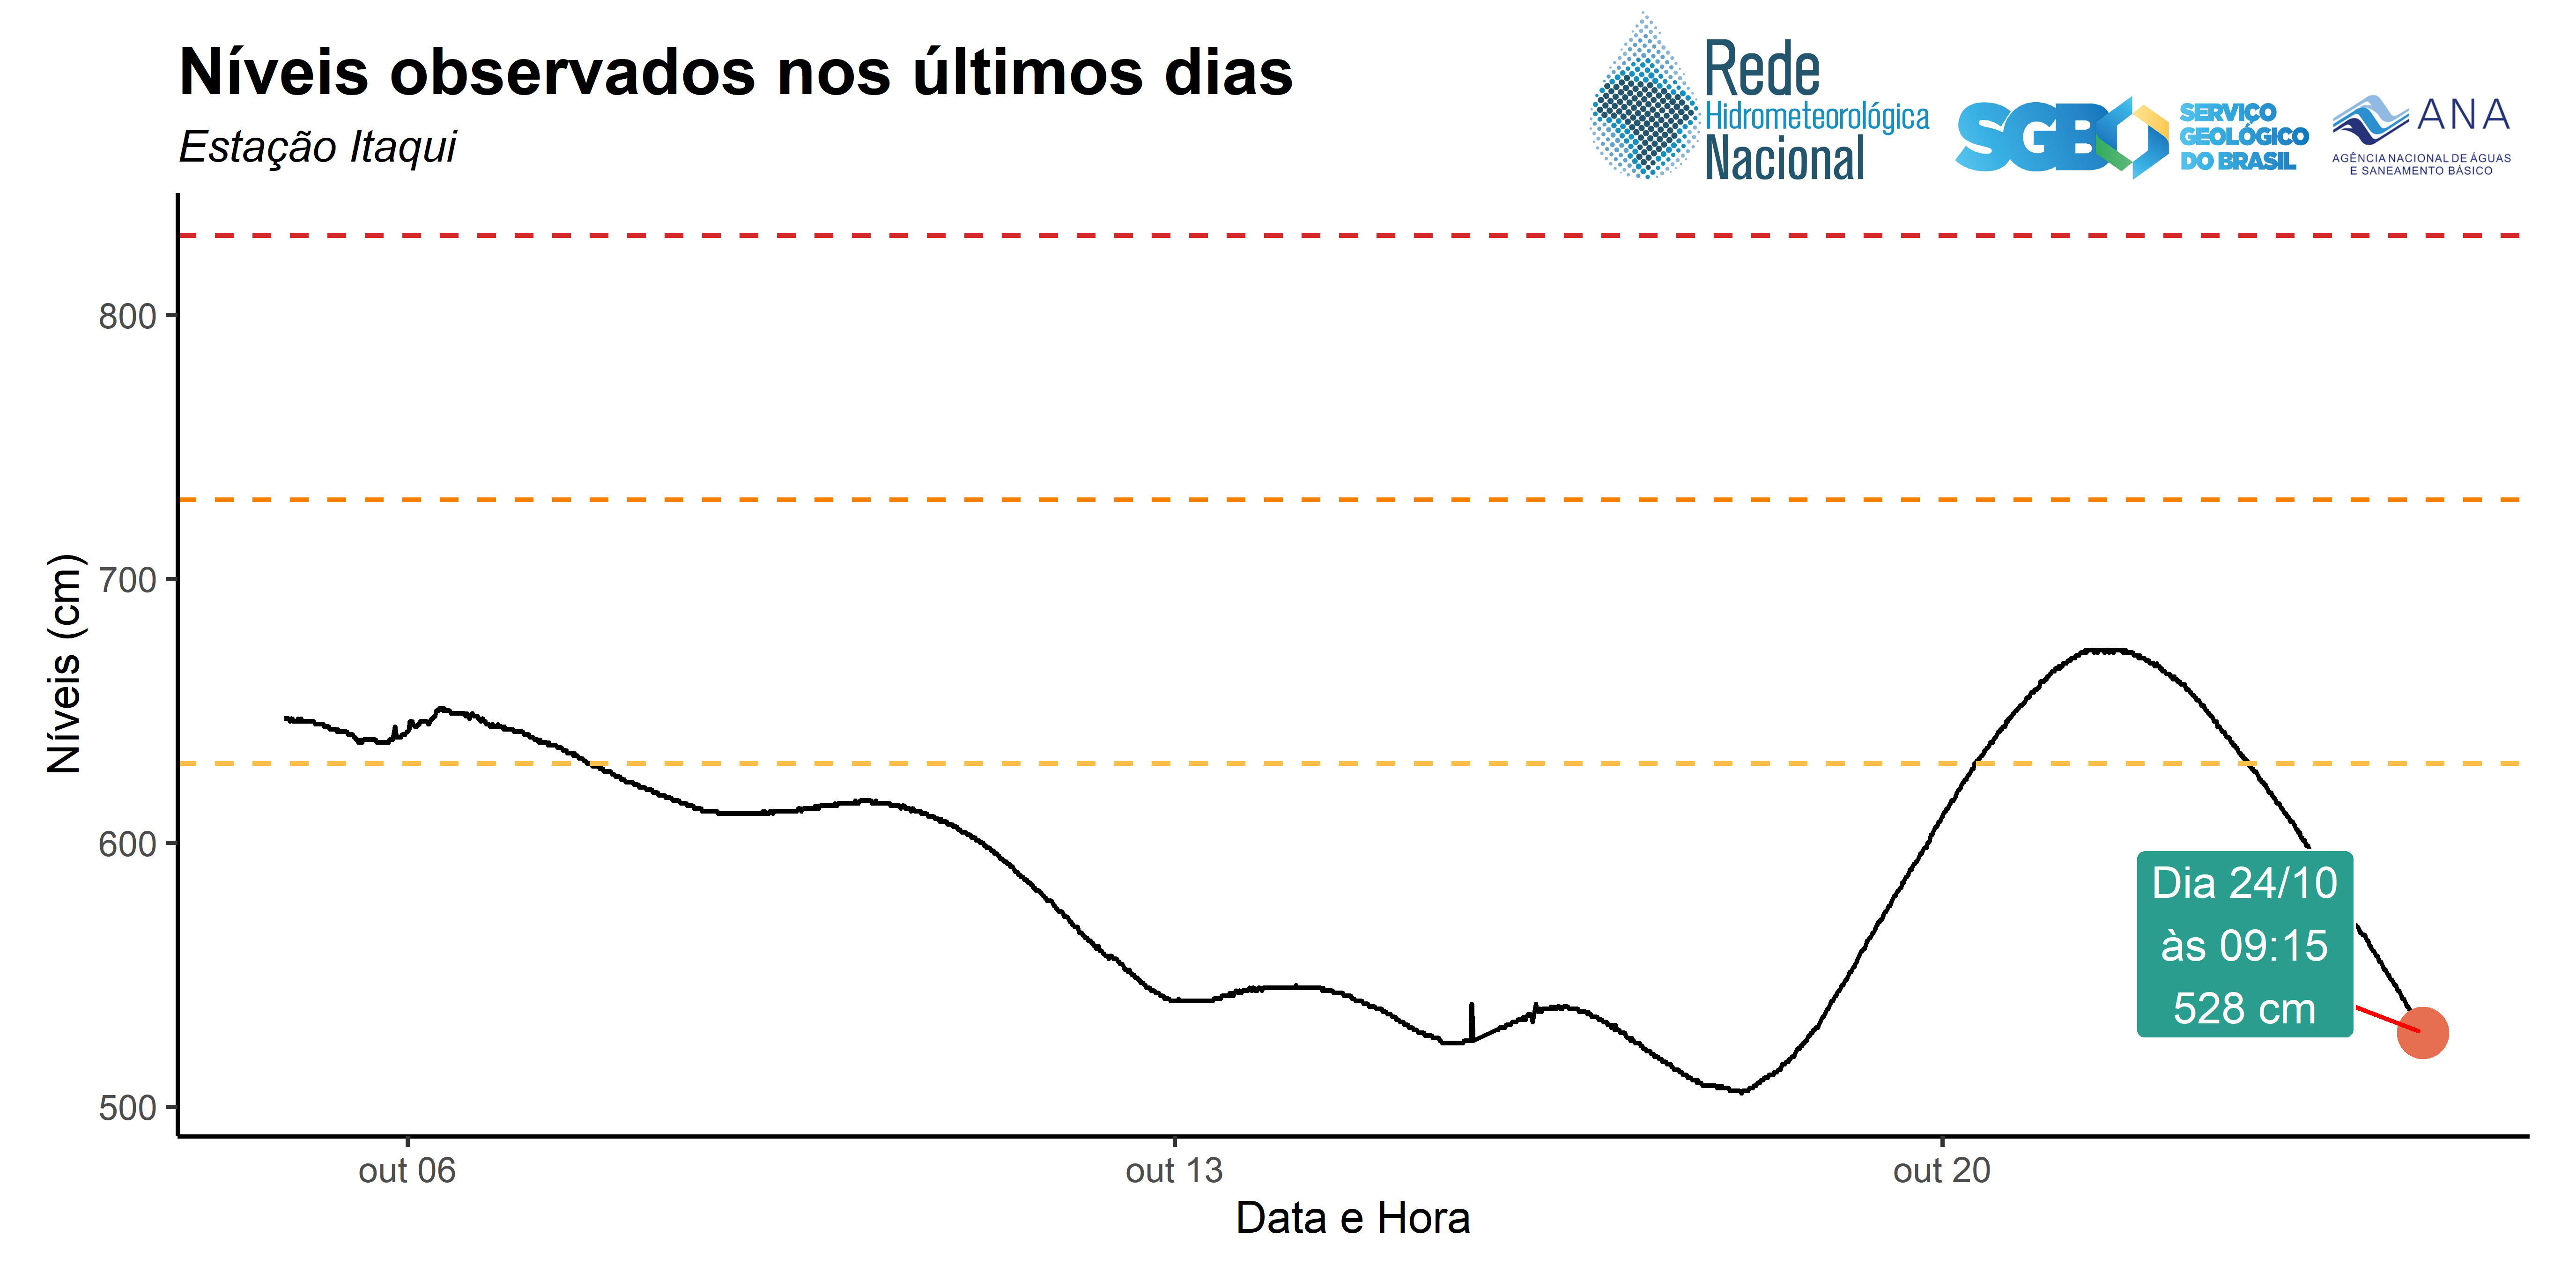 Níveis observados nos últimos dias
Estação Itaqui
Rede
Hidrometeorológica
Nacional
SGB
SERVIÇO
GEOLÓGICO
DO BRASIL
ANA
AGÊNCIA NACIONAL DE ÁGUAS
E SANEAMENTO BÁSICO
Níveis (cm)
800
700
600
500
Dia 24/10
às 09:15
528 cm
out 06
out 13
out 20
Data e Hora